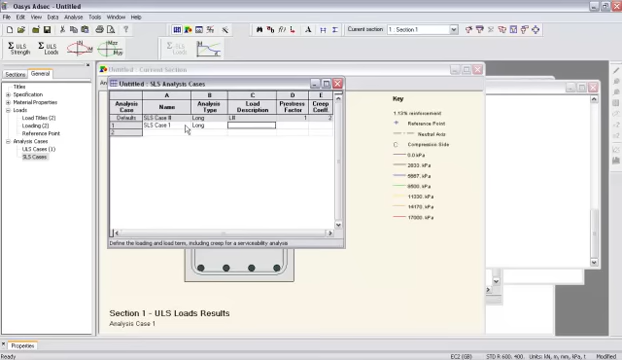 Oasys Adsec - Untitled
File Edit View Data Analysis Tools Window Help
ULS Strength
ULS Loads
SLS Loads
Current section
1 : Section 1
Sections General
Titles
Specification
Material Properties
Loads
Load Titles (2)
Loading (2)
Reference Point
Analysis Cases
ULS Cases (1)
SLS Cases
Untitled : Current Section
Untitled : SLS Analysis Cases
A B C D E
Analysis Case Name Analysis Type Load Description Prestress Factor Creep Coeff.
Defaults SLS Case # Long L# 1 2
1 SLS Case 1 Long
2
Define the loading and load term, including creep for a serviceability analysis
Key
1.13% reinforcement
Reference Point
Neutral Axis
C Compression Side
0.0 kPa
2833. kPa
5667. kPa
8500. kPa
11330. kPa
14170. kPa
17000. kPa
Section 1 - ULS Loads Results
Analysis Case 1
Properties
EC2 (GB) STD R 600. 400. Units: kN, m, mm, kPa, t Modified